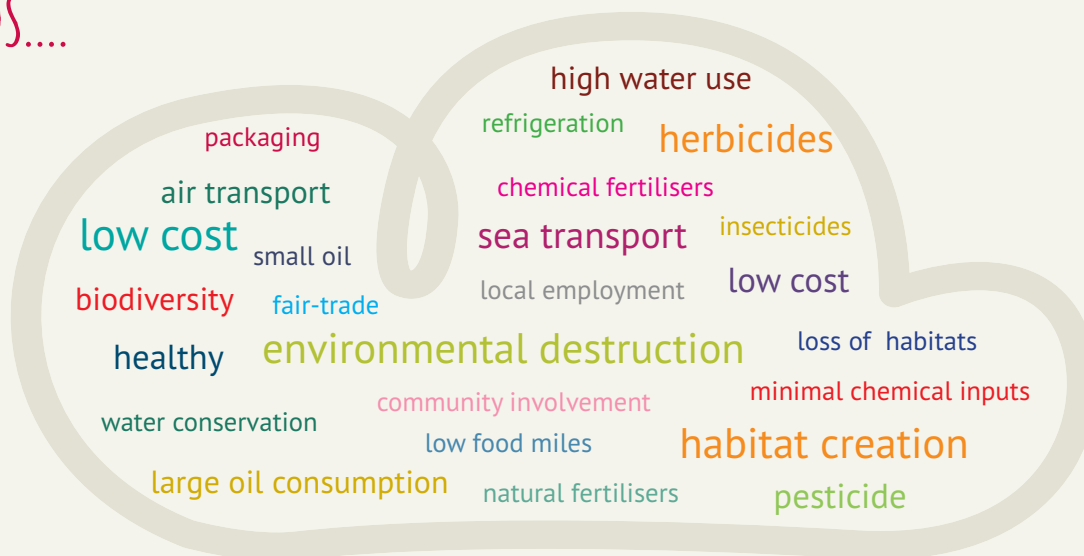 high water use
refrigeration
packaging
herbicides
air transport
chemical fertilisers
low cost
sea transport
insecticides
small oil
biodiversity
fair-trade
local employment
low cost
healthy
environmental destruction
loss of habitats
community involvement
minimal chemical inputs
water conservation
low food miles
habitat creation
large oil consumption
natural fertilisers
pesticide